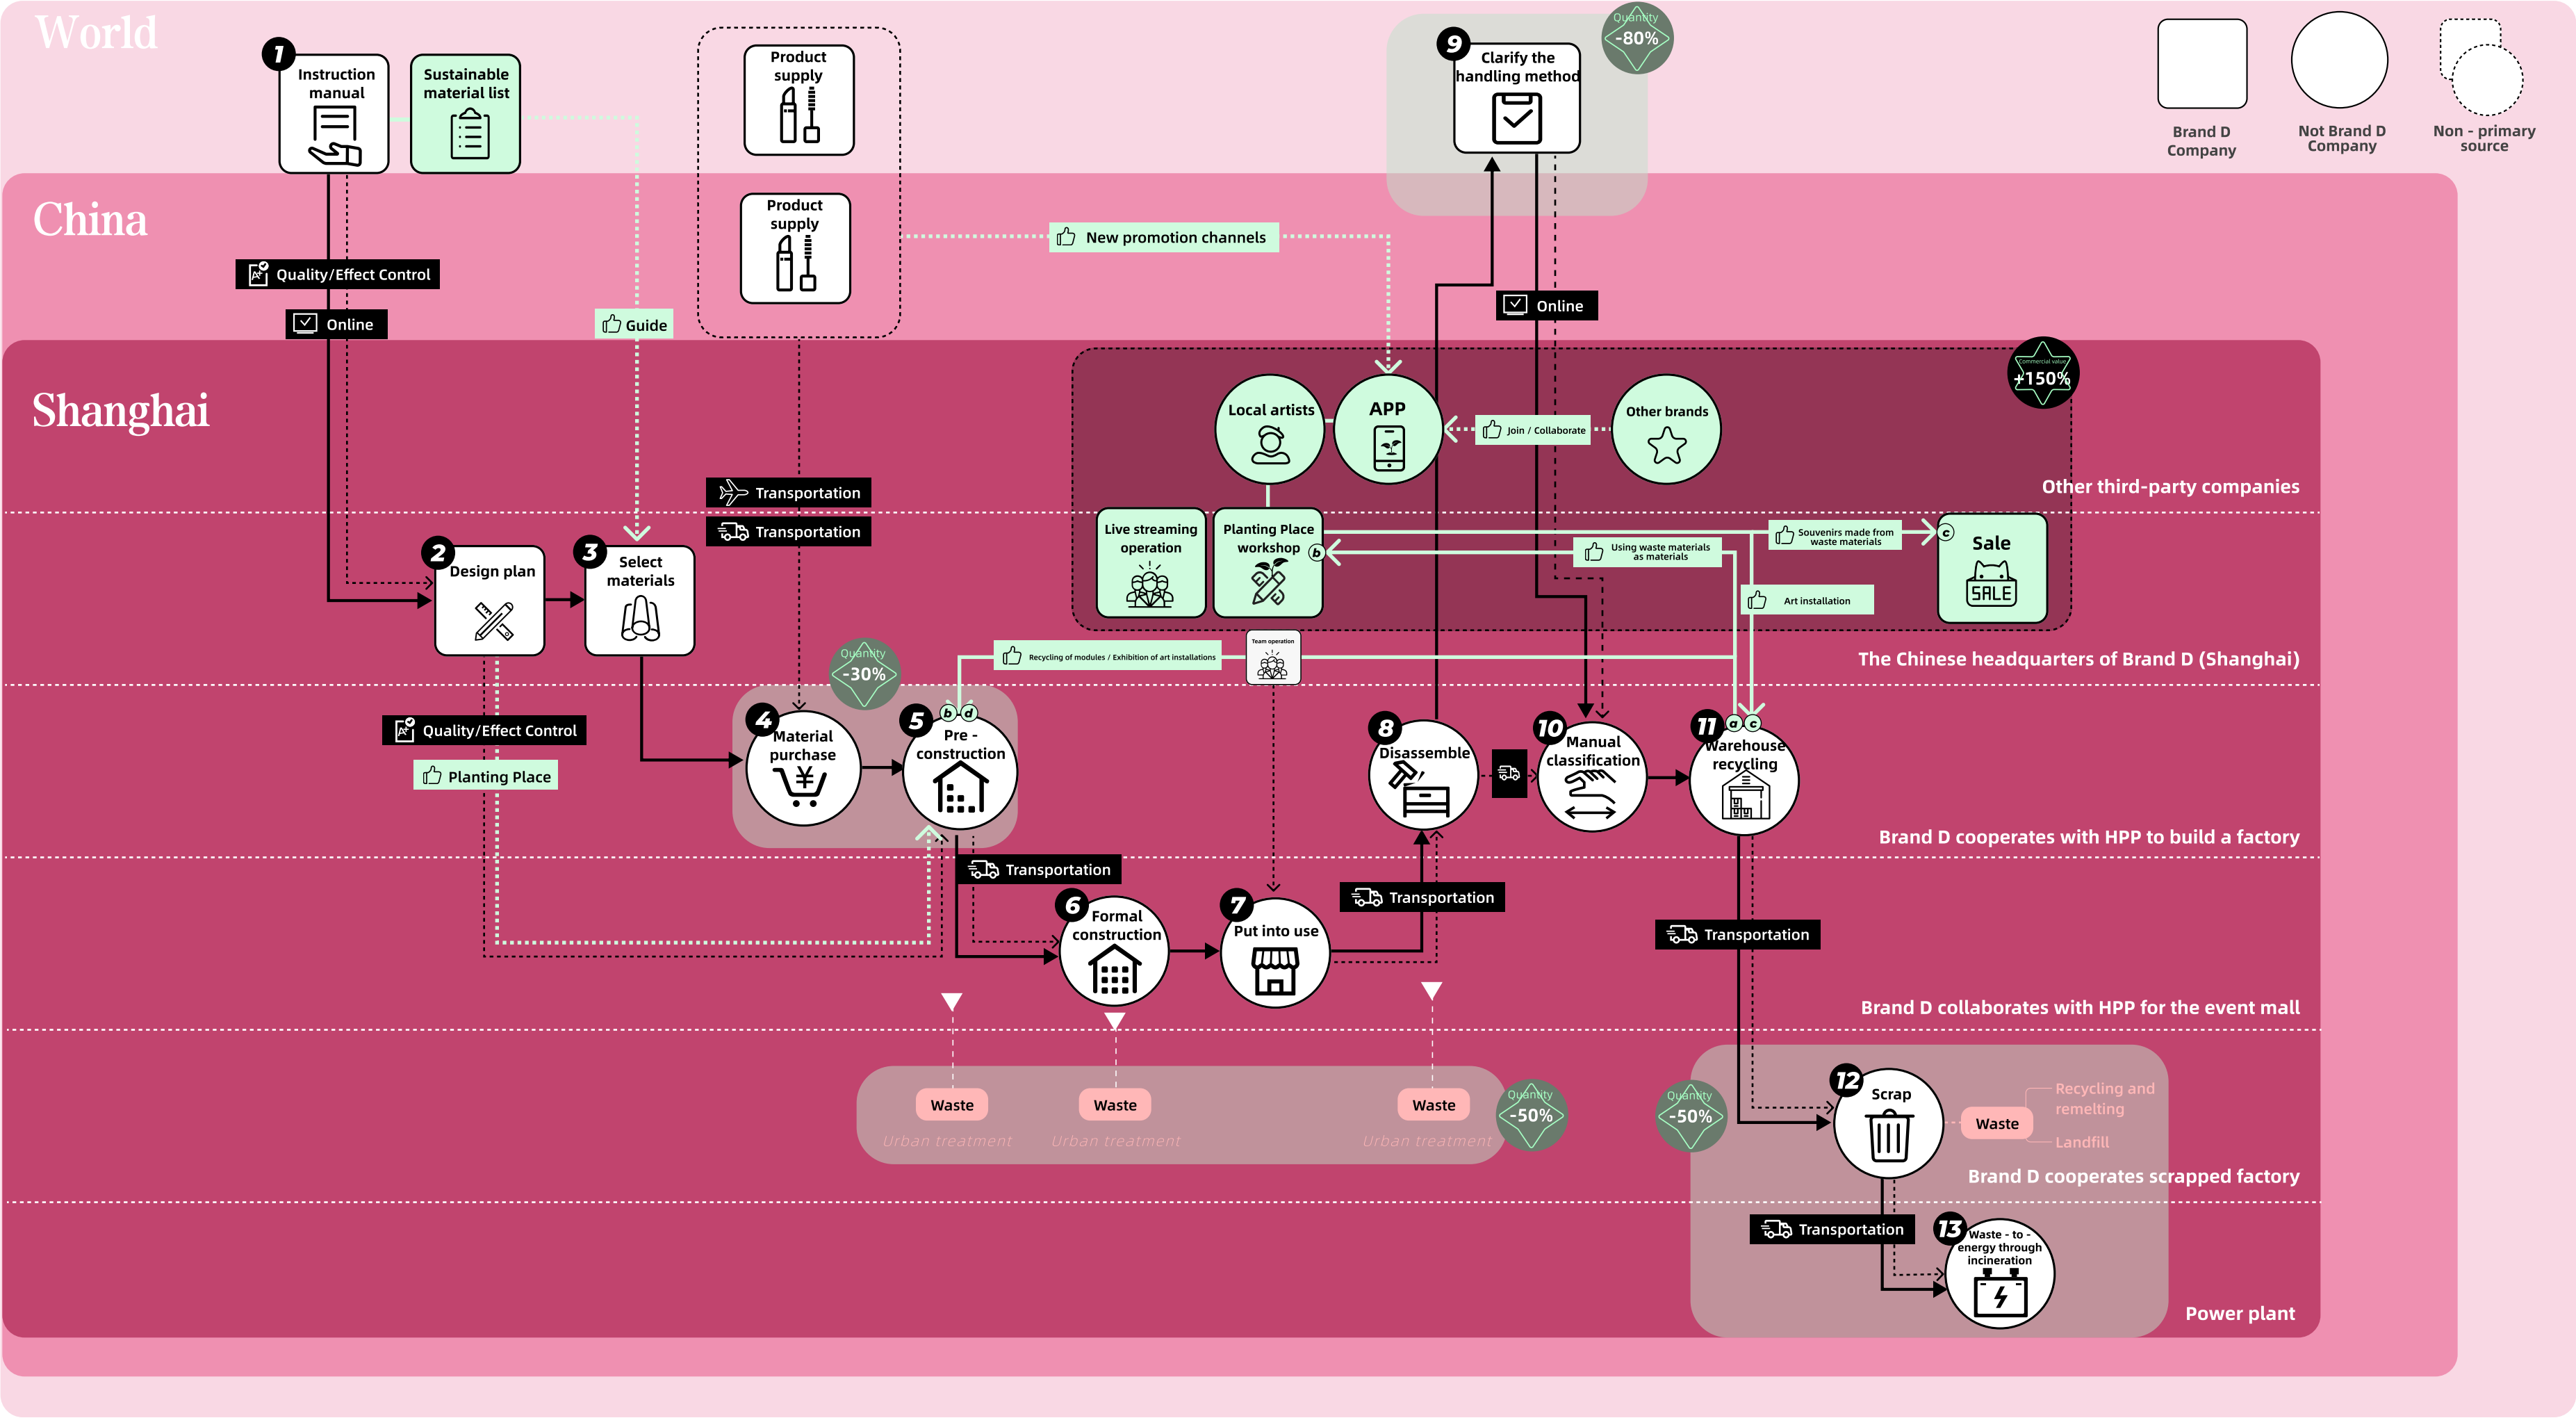 World
1
Instruction
manual
Sustainable
material list
Product
supply
9
Clarify the
handling method
Quantity
-80%
Brand D
Company
Not Brand D
Company
Non - primary
source
China
Product
supply
New promotion channels
A+
Quality/Effect Control
Online
Guide
Online
Shanghai
Commercial value
+150%
Local artists
APP
Join / Collaborate
Other brands
Other third-party companies
Transportation
Transportation
2
Design plan
3
Select
materials
Live streaming
operation
Planting Place
workshop
b
Using waste materials
as materials
Souvenirs made from
waste materials
c
Sale
SALE
Art installation
Team operation
Recycling of modules / Exhibition of art installations
The Chinese headquarters of Brand D (Shanghai)
Quantity
-30%
A+
Quality/Effect Control
Planting Place
4
Material
purchase
¥
5
b
d
Pre -
construction
8
Disassemble
10
Manual
classification
11
a
c
Warehouse
recycling
Brand D cooperates with HPP to build a factory
Transportation
6
Formal
construction
7
Put into use
Transportation
Transportation
Brand D collaborates with HPP for the event mall
Waste
Urban treatment
Waste
Urban treatment
Waste
Urban treatment
Quantity
-50%
Quantity
-50%
12
Scrap
Waste
Recycling and
remelting
Landfill
Brand D cooperates scrapped factory
Transportation
13
Waste - to -
energy through
incineration
Power plant